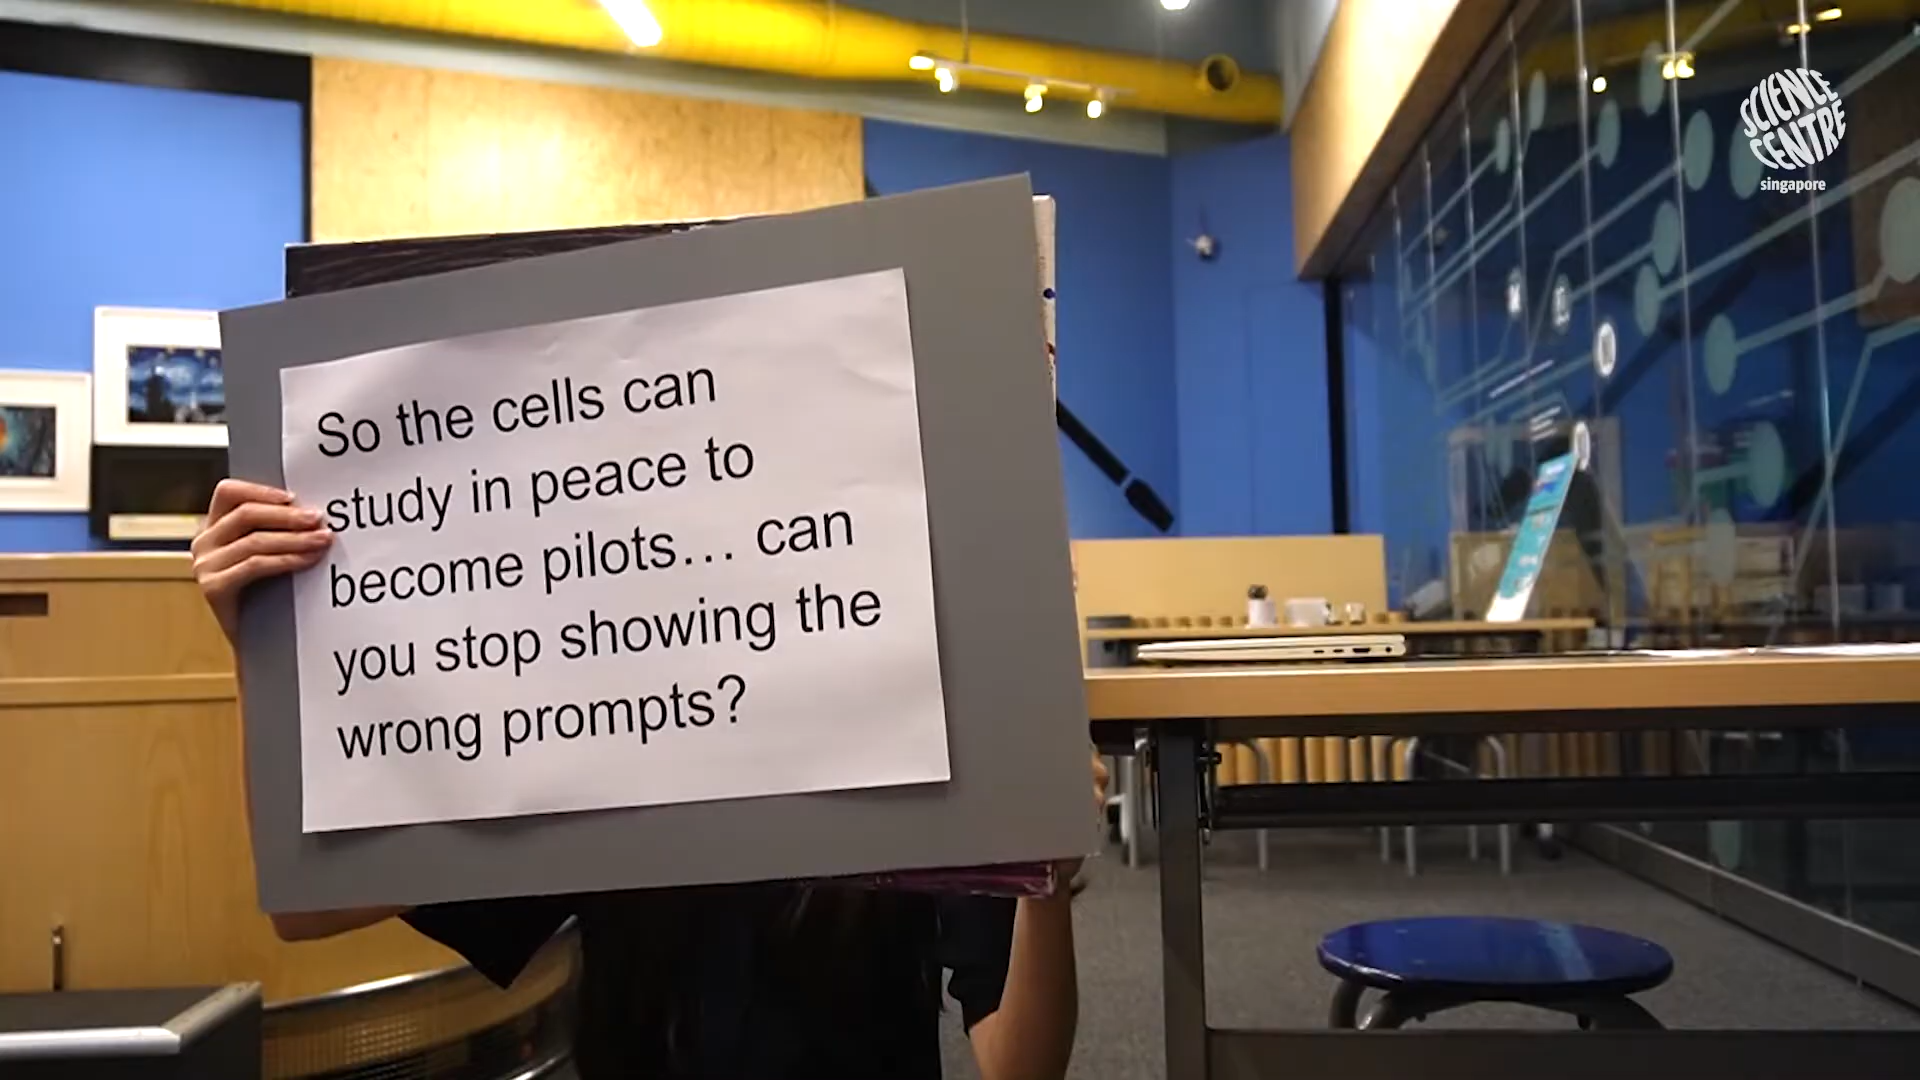 So the cells can
study in peace to
become pilots... can
you stop showing the
wrong prompts?
SCIENCE
CENTRE
singapore